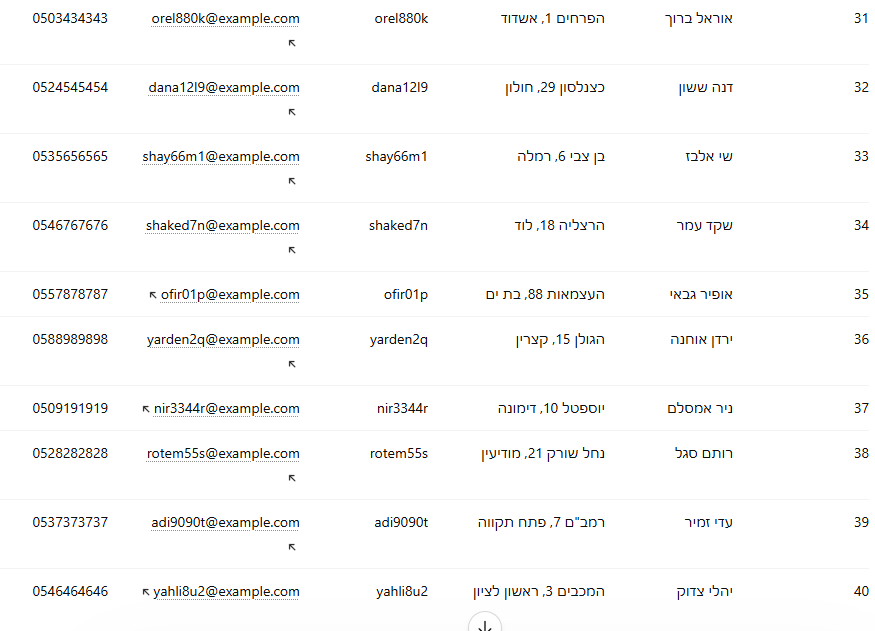 31 אוראל ברוך הפרחים 1, אשדוד orel880k orel880k@example.com 0503434343
32 דנה ששון כצנלסון 29, חולון dana12l9 dana12l9@example.com 0524545454
33 שי אלבז בן צבי 6, רמלה shay66m1 shay66m1@example.com 0535656565
34 שקד עמר הרצליה 18, לוד shaked7n shaked7n@example.com 0546767676
35 אופיר גבאי העצמאות 88, בת ים ofir01p ofir01p@example.com 0557878787
36 ירדן אוחנה הגולן 15, קצרין yarden2q yarden2q@example.com 0588989898
37 ניר אמסלם יוספטל 10, דימונה nir3344r nir3344r@example.com 0509191919
38 רותם סגל נחל שורק 21, מודיעין rotem55s rotem55s@example.com 0528282828
39 עדי זמיר רמב"ם 7, פתח תקווה adi9090t adi9090t@example.com 0537373737
40 יהלי צדוק המכבים 3, ראשון לציון yahli8u2 yahli8u2@example.com 0546464646